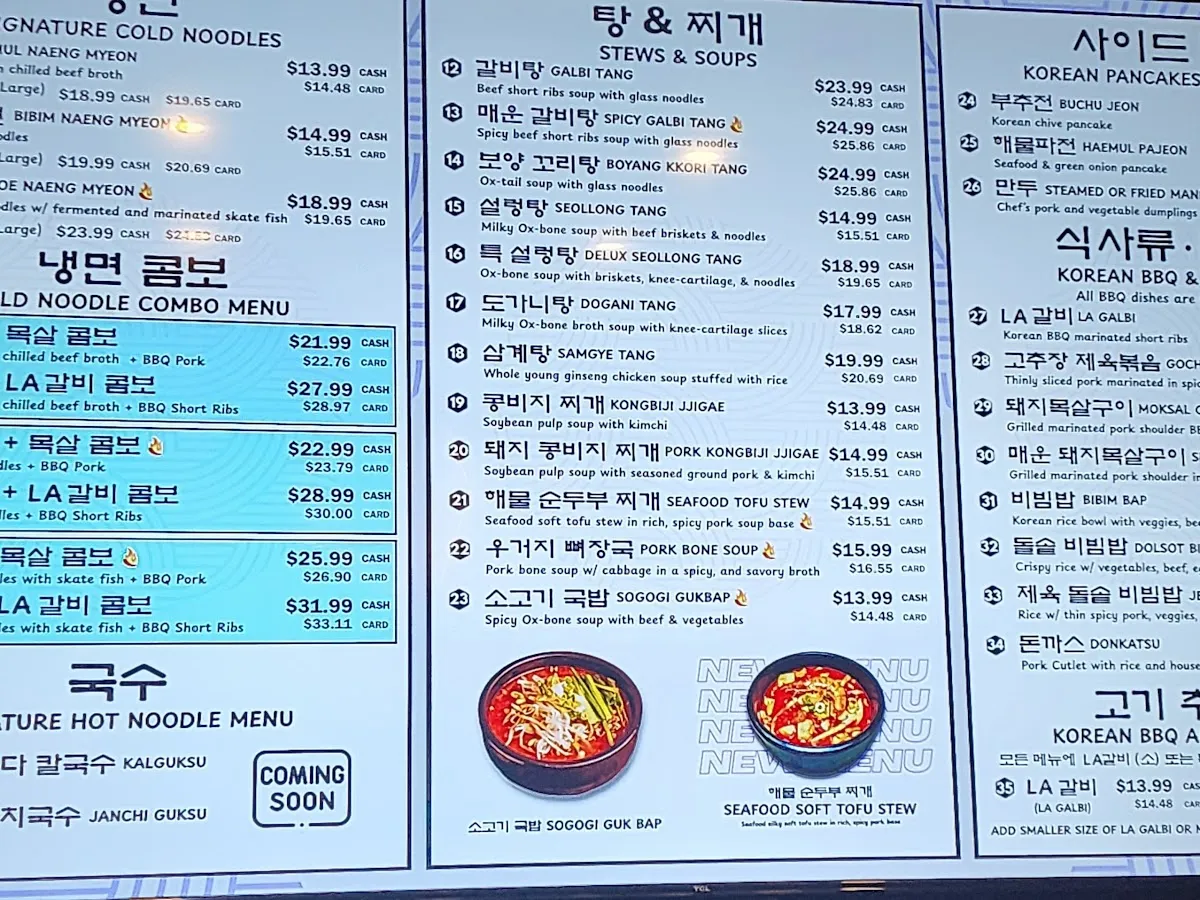 SIGNATURE COLD NOODLES
NAENG MYEON
chilled beef broth
$13.99 CASH
$14.48 CARD
Large) $18.99 CASH $19.65 CARD
BIBIM NAENG MYEON
$14.99 CASH
$15.51 CARD
Large) $19.99 CASH $20.69 CARD
NAENG MYEON
w/ fermented and marinated skate fish
$18.99 CASH
$19.65 CARD
Large) $23.99 CASH CARD
냉면 콤보
NOODLE COMBO MENU
목살 콤보
chilled beef broth + BBQ Pork
$21.99 CASH
$22.76 CARD
LA갈비 콤보
chilled beef broth + BBQ Short Ribs
$27.99 CASH
$28.97 CARD
+ 목살 콤보
+ BBQ Pork
$22.99 CASH
$23.79 CARD
+ LA갈비 콤보
+ BBQ Short Ribs
$28.99 CASH
$30.00 CARD
목살 콤보
with skate fish + BBQ Pork
$25.99 CASH
$26.90 CARD
LA갈비 콤보
with skate fish + BBQ Short Ribs
$31.99 CASH
$33.11 CARD
국수
HOT NOODLE MENU
칼국수 KALGUKSU
치국수 JANCHI GUKSU
COMING
SOON
탕 & 찌개
STEWS & SOUPS
12 갈비탕 GALBI TANG
Beef short ribs soup with glass noodles
$23.99 CASH
$24.83 CARD
13 매운 갈비탕 SPICY GALBI TANG
Spicy beef short ribs soup with glass noodles
$24.99 CASH
$25.86 CARD
14 보양 꼬리탕 BOYANG KKORI TANG
Ox-tail soup with glass noodles
$24.99 CASH
$25.86 CARD
15 설렁탕 SEOLLONG TANG
Milky Ox-bone soup with beef briskets & noodles
$14.99 CASH
$15.51 CARD
16 특 설렁탕 DELUX SEOLLONG TANG
Ox-bone soup with briskets, knee-cartilage, & noodles
$18.99 CASH
$19.65 CARD
17 도가니탕 DOGANI TANG
Milky Ox-bone broth soup with knee-cartilage slices
$17.99 CASH
$18.62 CARD
18 삼계탕 SAMGYE TANG
Whole young ginseng chicken soup stuffed with rice
$19.99 CASH
$20.69 CARD
19 콩비지 찌개 KONGBIJI JJIGAE
Soybean pulp soup with kimchi
$13.99 CASH
$14.48 CARD
20 돼지 콩비지 찌개 PORK KONGBIJI JJIGAE
Soybean pulp soup with seasoned ground pork & kimchi
$14.99 CASH
$15.51 CARD
21 해물 순두부 찌개 SEAFOOD TOFU STEW
Seafood soft tofu stew in rich, spicy pork soup base
$14.99 CASH
$15.51 CARD
22 우거지 뼈장국 PORK BONE SOUP
Pork bone soup w/ cabbage in a spicy, and savory broth
$15.99 CASH
$16.55 CARD
23 소고기 국밥 SOGOGI GUKBAP
Spicy Ox-bone soup with beef & vegetables
$13.99 CASH
$14.48 CARD
소고기 국밥 SOGOGI GUK BAP
NEW MENU
NEW MENU
NEW MENU
NEW MENU
해물 순두부 찌개
SEAFOOD SOFT TOFU STEW
Seafood silky soft tofu stew in rich, spicy pork base
사이드
KOREAN PANCAKES
24 부추전 BUCHU JEON
Korean chive pancake
25 해물파전 HAEMUL PAJEON
Seafood & green onion pancake
26 만두 STEAMED OR FRIED
Chef's pork and vegetable dumplings
식사류
KOREAN BBQ &
All BBQ dishes are
27 LA갈비 LA GALBI
Korean BBQ marinated short ribs
28 고추장 제육볶음
Thinly sliced pork marinated in
29 돼지목살구이 MOKSAL
Grilled marinated pork shoulder
30 매운 돼지목살구이
Grilled marinated pork shoulder
31 비빔밥 BIBIM BAP
Korean rice bowl with veggies,
32 돌솥 비빔밥 DOLSOT
Crispy rice w/ vegetables, beef,
33 제육 돌솥 비빔밥
Rice w/ thin spicy pork, veggies,
34 돈까스 DONKATSU
Pork Cutlet with rice and house
고기
KOREAN BBQ
모든 메뉴에 LA갈비 (소) 또는
35 LA 갈비 $13.99
(LA GALBI) $14.48
ADD SMALLER SIZE OF LA GALBI OR
TCL